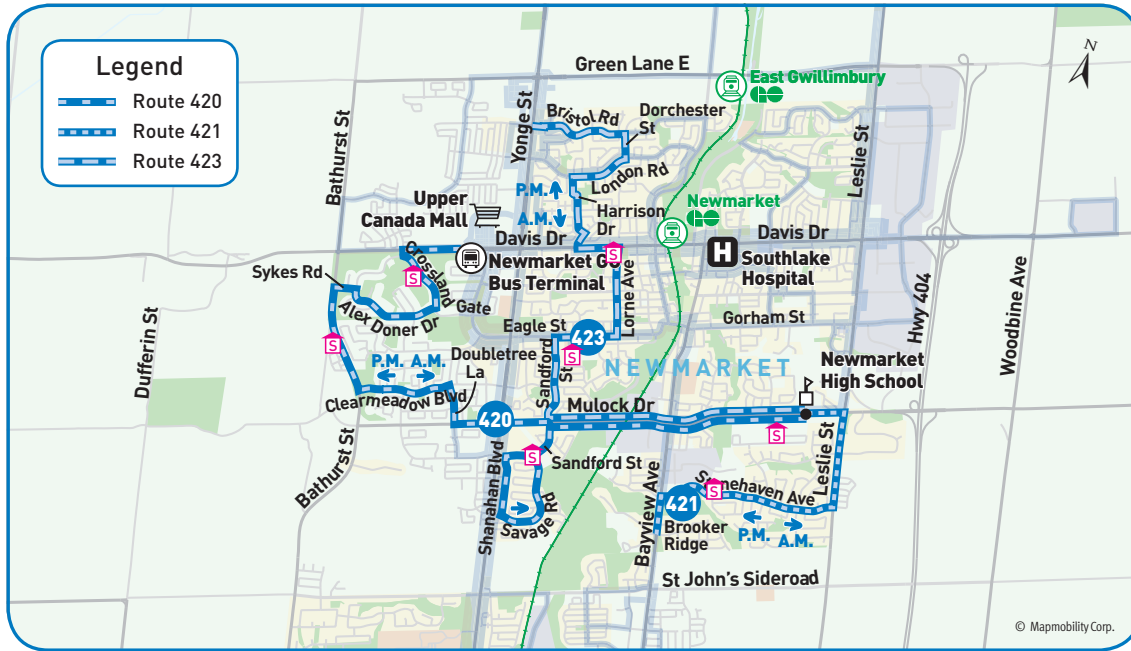 Legend
Route 420
Route 421
Route 423
Green Lane E
East Gwillimbury
N
Yonge St
Bristol Rd
Dorchester
St
Bathurst St
Leslie St
London Rd
P.M.
A.M.
Harrison
Dr
Newmarket
Upper
Canada Mall
Davis Dr
Davis Dr
H
Southlake
Hospital
Newmarket GO
Bus Terminal
S
S
Crossland
Gate
Sykes Rd
Alex Doner Dr
Lorne Ave
Eagle St
423
Gorham St
Hwy 404
Woodbine Ave
Dufferin St
S
S
P.M.
A.M.
Doubletree
La
Sandford
St
NEWMARKET
Newmarket
High School
Clearmeadow Blvd
420
Mulock Dr
S
Bathurst St
S
Sandford St
Shanahan Blvd
Savage Rd
Leslie St
Stonehaven Ave
S
421
Bayview Ave
Brooker
Ridge
P.M.
A.M.
St John's Sideroad
© Mapmobility Corp.